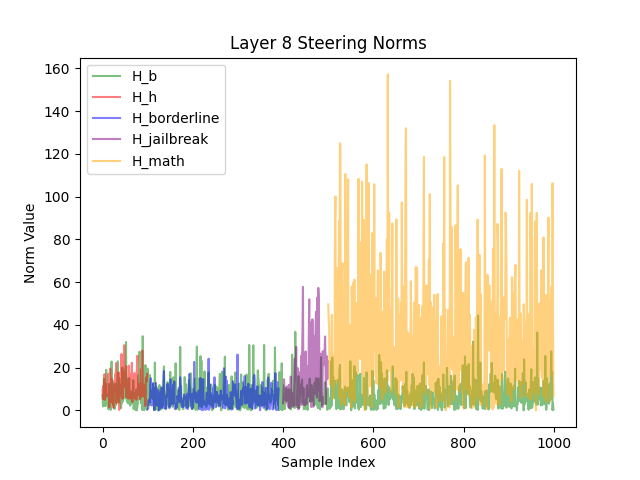 Layer 8 Steering Norms
160
140
120
100
80
60
40
20
0
Norm Value
H_b
H_h
H_borderline
H_jailbreak
H_math
0
200
400
600
800
1000
Sample Index